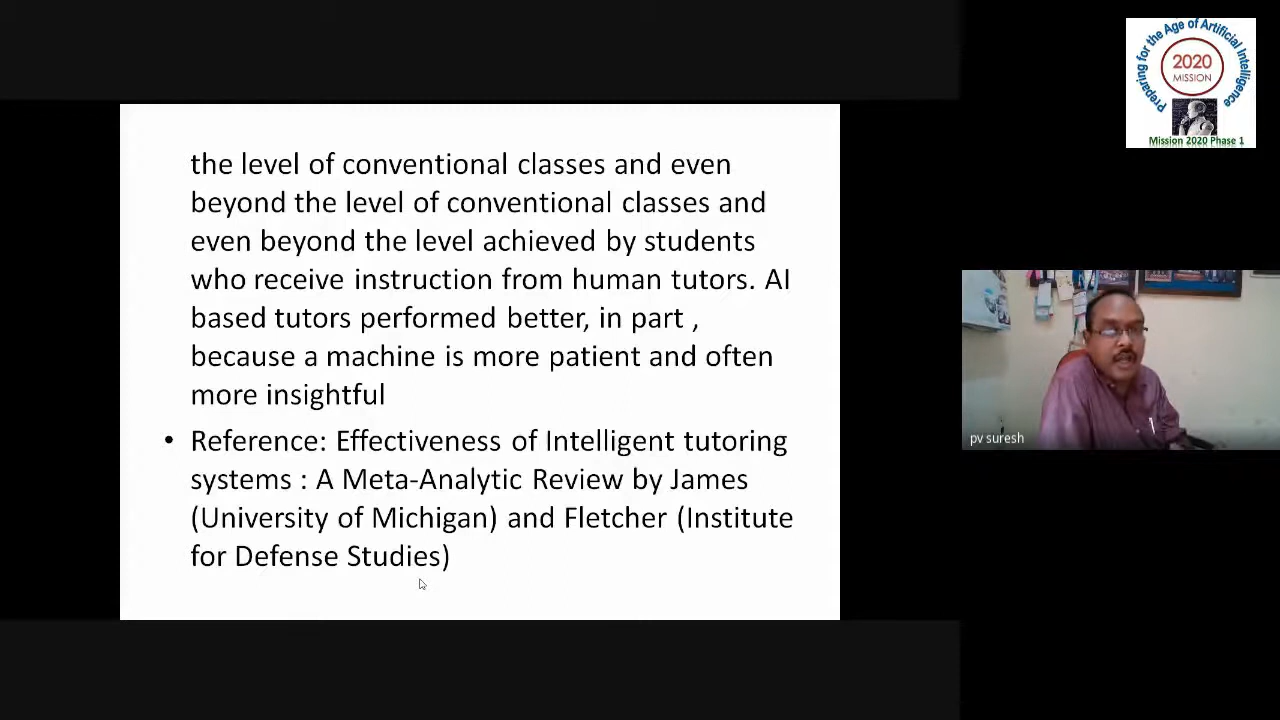 the level of conventional classes and even
beyond the level of conventional classes and
even beyond the level achieved by students
who receive instruction from human tutors. AI
based tutors performed better, in part ,
because a machine is more patient and often
more insightful
• Reference: Effectiveness of Intelligent tutoring
systems : A Meta-Analytic Review by James
(University of Michigan) and Fletcher (Institute
for Defense Studies)
Preparing for the Age of Artificial Intelligence
2020
MISSION
Mission 2020 Phase 1
pv suresh